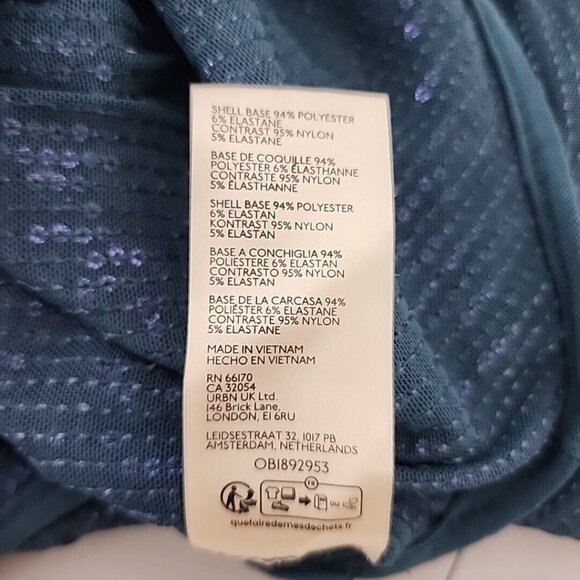 SHELL BASE 94% POLYESTER
6% ELASTANE
CONTRAST 95% NYLON
5% ELASTANE
BASE DE COQUILLE 94%
POLYESTER 6% ÉLASTHANNE
CONTRASTE 95% NYLON
5% ÉLASTHANNE
SHELL BASE 94% POLYESTER
6% ELASTAN
KONTRAST 95% NYLON
5% ELASTAN
BASE A CONCHIGLIA 94%
POLIESTERE 6% ELASTAN
CONTRASTO 95% NYLON
5% ELASTAN
BASE DE LA CARCASA 94%
POLIÉSTER 6% ELASTANE
CONTRASTE 95% NYLON
5% ELASTANE
MADE IN VIETNAM
HECHO EN VIETNAM
RN 66170
CA 32054
URBN UK Ltd.
146 Brick Lane,
LONDON, E1 6RU
LEIDSESTRAAT 32, 1017 PB
AMSTERDAM, NETHERLANDS
OB1892953
FR
OU
quefairedemesdechets.fr